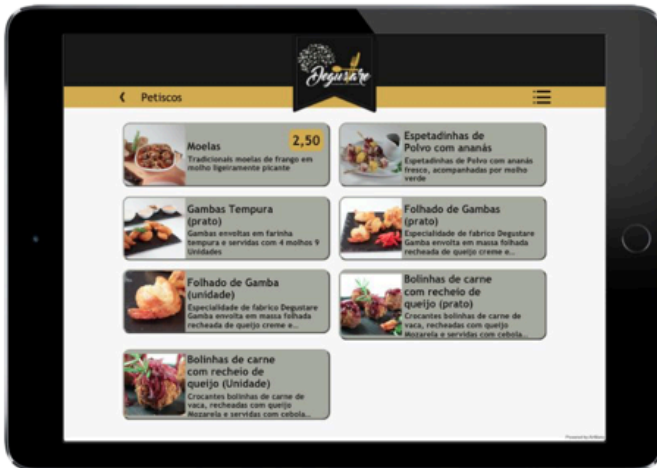 Degustare
Petiscos
Moelas
2,50
Tradicionais moelas de frango em
molho ligeiramente picante
Espetadinhas de
Polvo com ananás
Espetadinhas de Polvo com ananás
fresco, acompanhadas por molho
verde
Gambas Tempura
(prato)
Gambas envoltas em farinha
tempura e servidas com 4 molhos 9
Unidades
Folhado de Gambas
(prato)
Especialidade de fabrico Degustare
Gamba envolta em massa folhada
recheada de queijo creme e…
Folhado de Gamba
(unidade)
Especialidade de fabrico Degustare
Gamba envolta em massa folhada
recheada de queijo creme e…
Bolinhas de carne
com recheio de
queijo (prato)
Crocantes bolinhas de carne de
vaca, recheadas com queijo
Mozarela e servidas com cebola…
Bolinhas de carne
com recheio de
queijo (Unidade)
Crocantes bolinhas de carne de
vaca, recheadas com queijo
Mozarela e servidas com cebola…